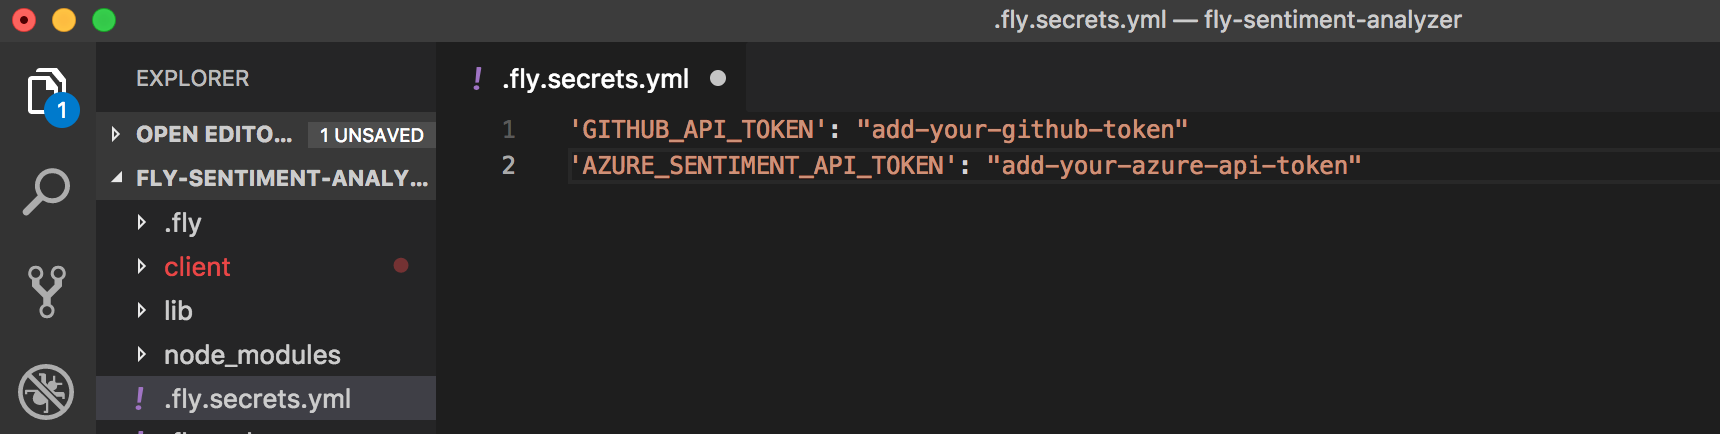 .fly.secrets.yml — fly-sentiment-analyzer
EXPLORER
OPEN EDITO... 1 UNSAVED
FLY-SENTIMENT-ANALY...
.fly
client
lib
node_modules
.fly.secrets.yml
1
.fly.secrets.yml
1 'GITHUB_API_TOKEN': "add-your-github-token"
2 'AZURE_SENTIMENT_API_TOKEN': "add-your-azure-api-token"